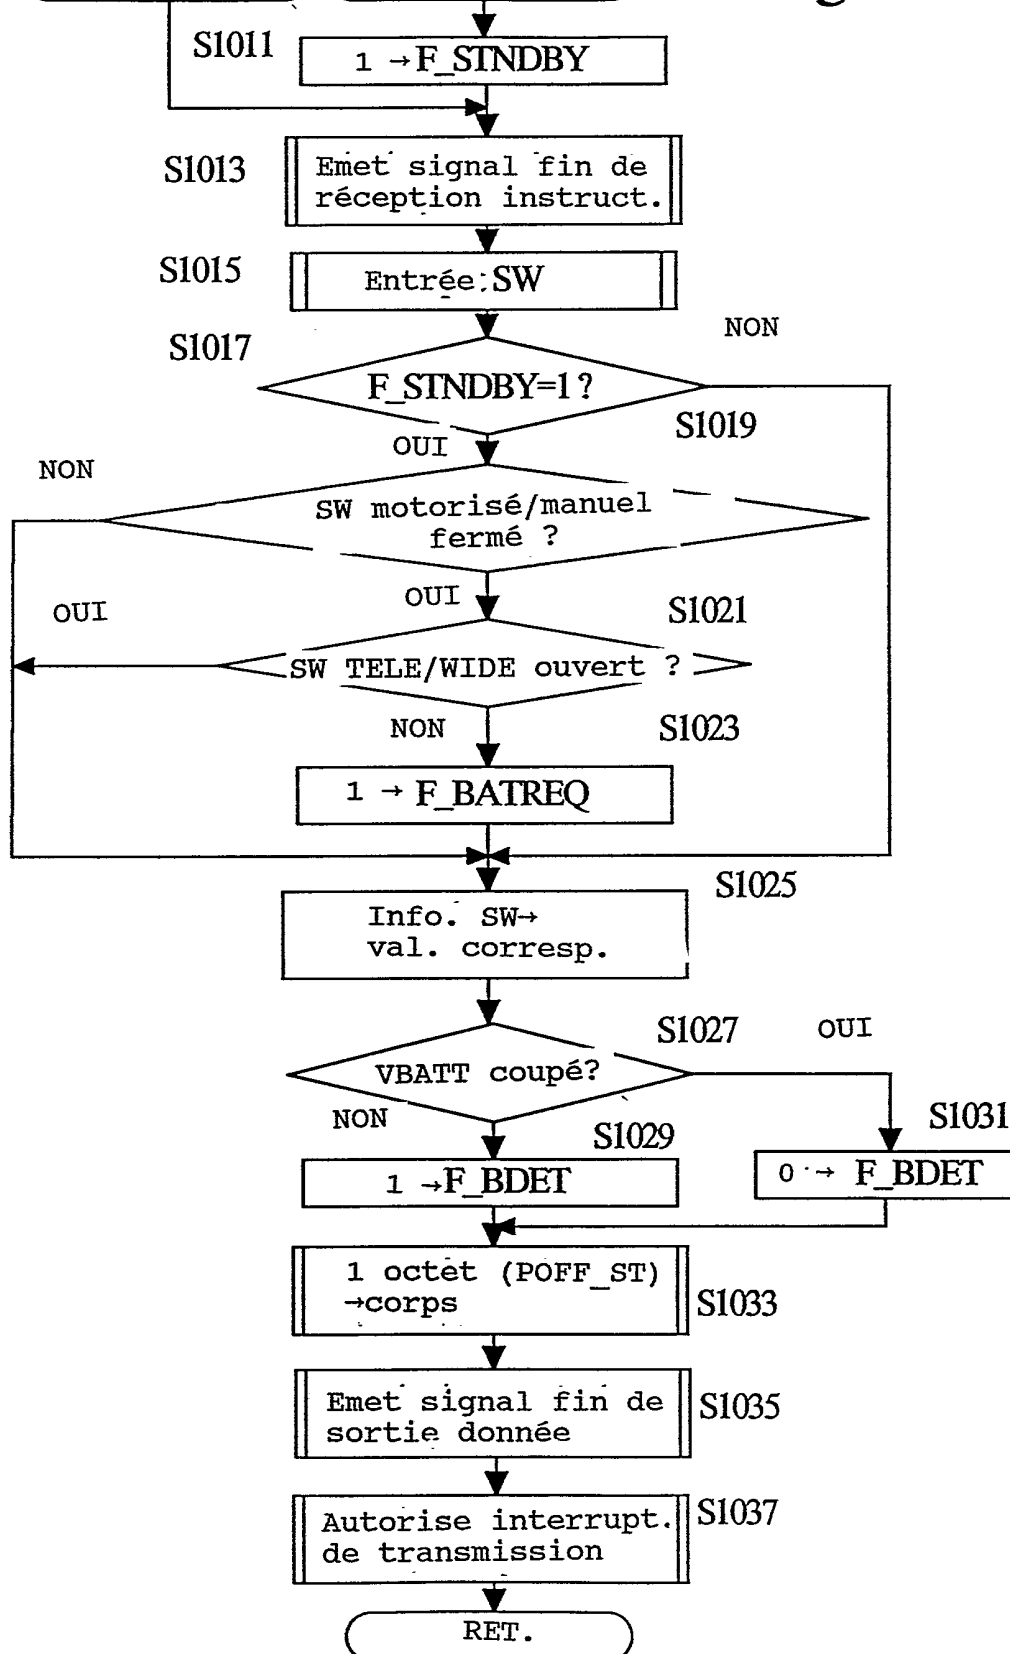 S1011
1 → F_STNDBY
S1013
Emet signal fin de
réception instruct.
S1015
Entrée SW
S1017
NON
F_STNDBY=1?
S1019
OUI
NON
SW motorisé/manuel
fermé ?
OUI
OUI
S1021
SW TELE/WIDE ouvert ?
NON
S1023
1 → F_BATREQ
S1025
Info. SW→
val. corresp.
S1027
OUI
VBATT coupé?
NON
S1029
S1031
1 →F_BDET
0 → F_BDET
1 octet (POFF_ST)
→corps
S1033
Emet signal fin de
sortie donnée
S1035
Autorise interrupt.
de transmission
S1037
RET.